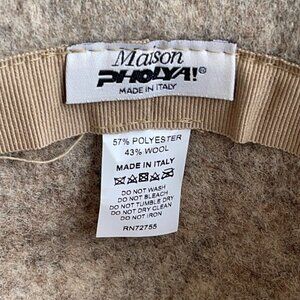 Maison
PHOLYA!®
MADE IN ITALY
57% POLYESTER
43% WOOL
MADE IN ITALY
DO NOT WASH
DO NOT BLEACH
DO NOT TUMBLE DRY
DO NOT DRY CLEAN
DO NOT IRON
RN72755